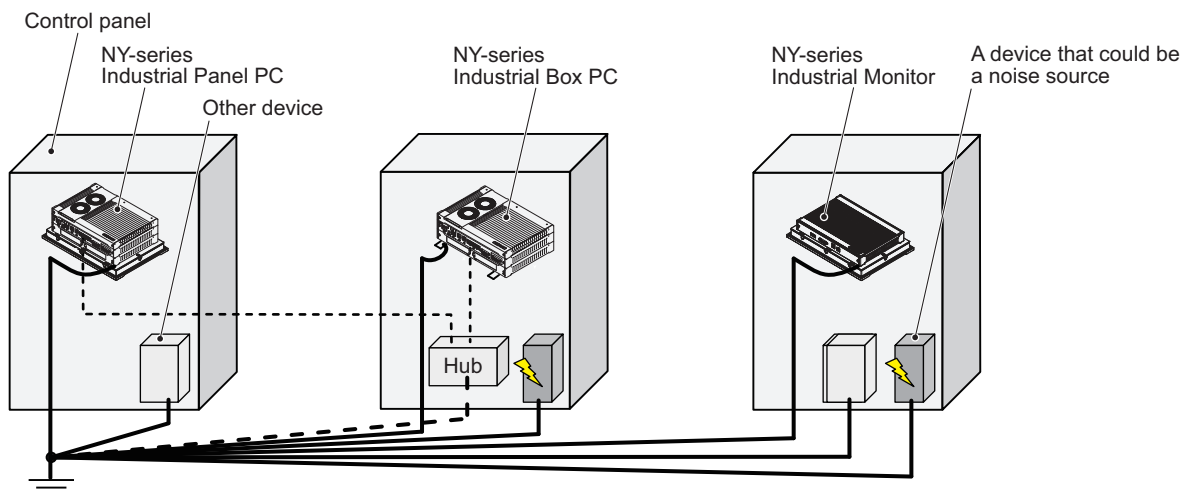 Control panel
NY-series
Industrial Panel PC
Other device
NY-series
Industrial Box PC
NY-series
Industrial Monitor
A device that could be
a noise source
Hub